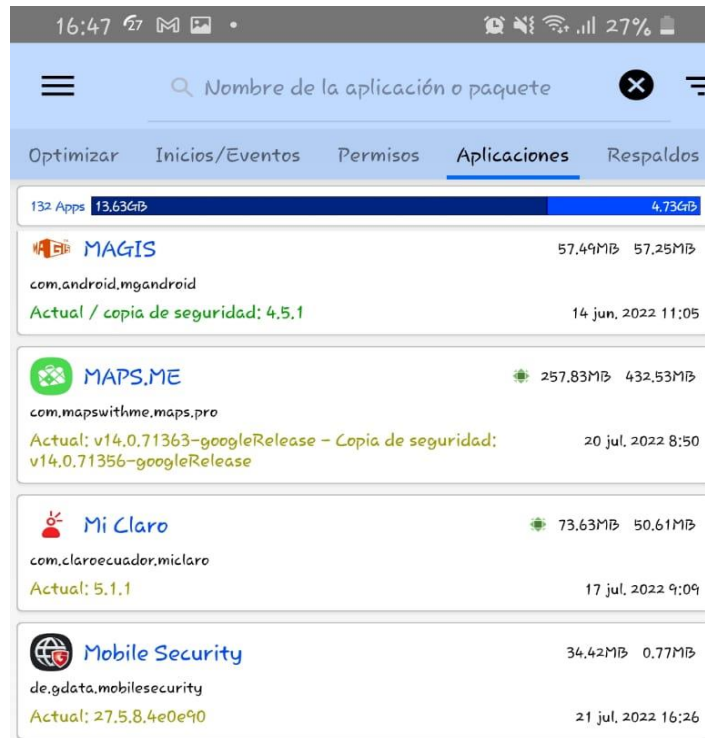 16:47 27
27%
Nombre de la aplicación o paquete
Optimizar Inicios/Eventos Permisos Aplicaciones Respaldos
132 Apps 13,63GB 4,73GB
MAGIS 57,49MB 57,25MB
com.android.mgandroid
Actual / copia de seguridad: 4.5.1 14 jun. 2022 11:05
MAPS.ME 257,83MB 432,53MB
com.mapswithme.maps.pro
Actual: v14.0.71363-googleRelease - Copia de seguridad: 20 jul. 2022 8:50
v14.0.71356-googleRelease
Mi Claro 73,63MB 50,61MB
com.claroecuador.miclaro
Actual: 5.1.1 17 jul. 2022 9:09
Mobile Security 34,42MB 0,77MB
de.gdata.mobilesecurity
Actual: 27.5.8.4e0e90 21 jul. 2022 16:26